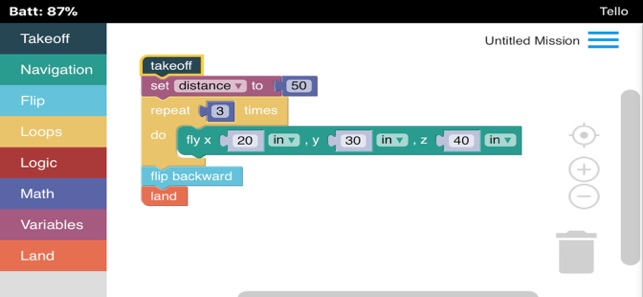 Batt: 87% Tello
Takeoff
Navigation
Flip
Loops
Logic
Math
Variables
Land
Untitled Mission
takeoff
set distance ▾ to 50
repeat 3 times
do fly x 20 in ▾ , y 30 in ▾ , z 40 in ▾
flip backward
land